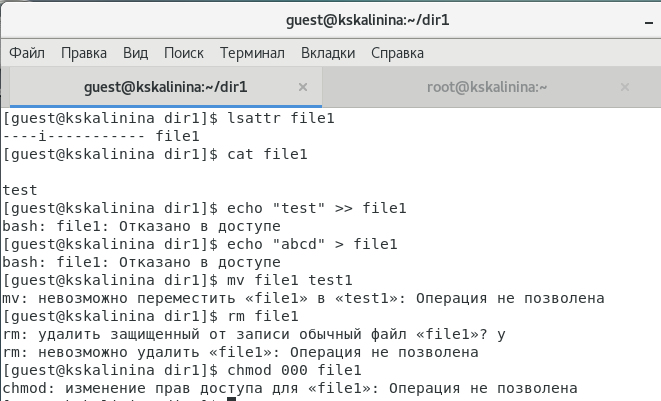 guest@kskalinina:~/dir1
Файл Правка Вид Поиск Терминал Вкладки Справка
guest@kskalinina:~/dir1 × root@kskalinina:~ ×
[guest@kskalinina dir1]$ lsattr file1
----i----------- file1
[guest@kskalinina dir1]$ cat file1
test
[guest@kskalinina dir1]$ echo "test" >> file1
bash: file1: Отказано в доступе
[guest@kskalinina dir1]$ echo "abcd" > file1
bash: file1: Отказано в доступе
[guest@kskalinina dir1]$ mv file1 test1
mv: невозможно переместить «file1» в «test1»: Операция не позволена
[guest@kskalinina dir1]$ rm file1
rm: удалить защищенный от записи обычный файл «file1»? y
rm: невозможно удалить «file1»: Операция не позволена
[guest@kskalinina dir1]$ chmod 000 file1
chmod: изменение прав доступа для «file1»: Операция не позволена
[guest@kskalinina dir1]$